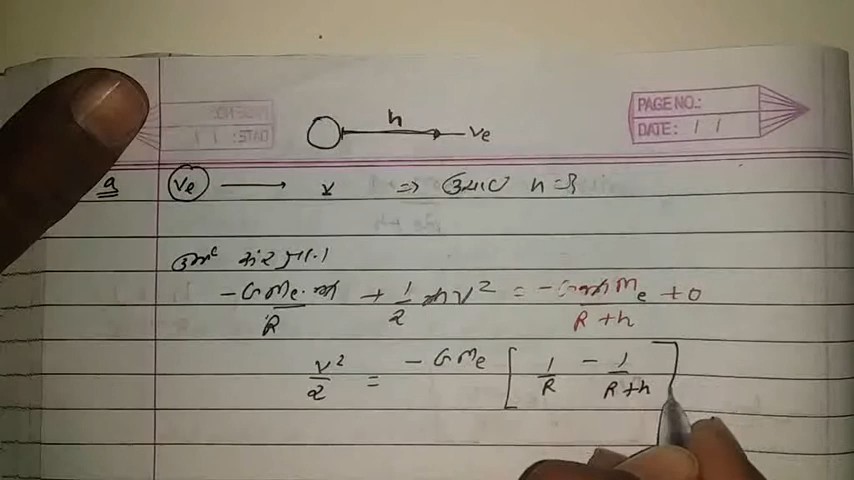 h
ve
PAGE NO.:
DATE: / /
a ve → v ⇒ h = ?
-GMe·m/R + 1/2 mv² = -GmMe/R+h + 0
v²/2 = -GMe [1/R - 1/R+h]